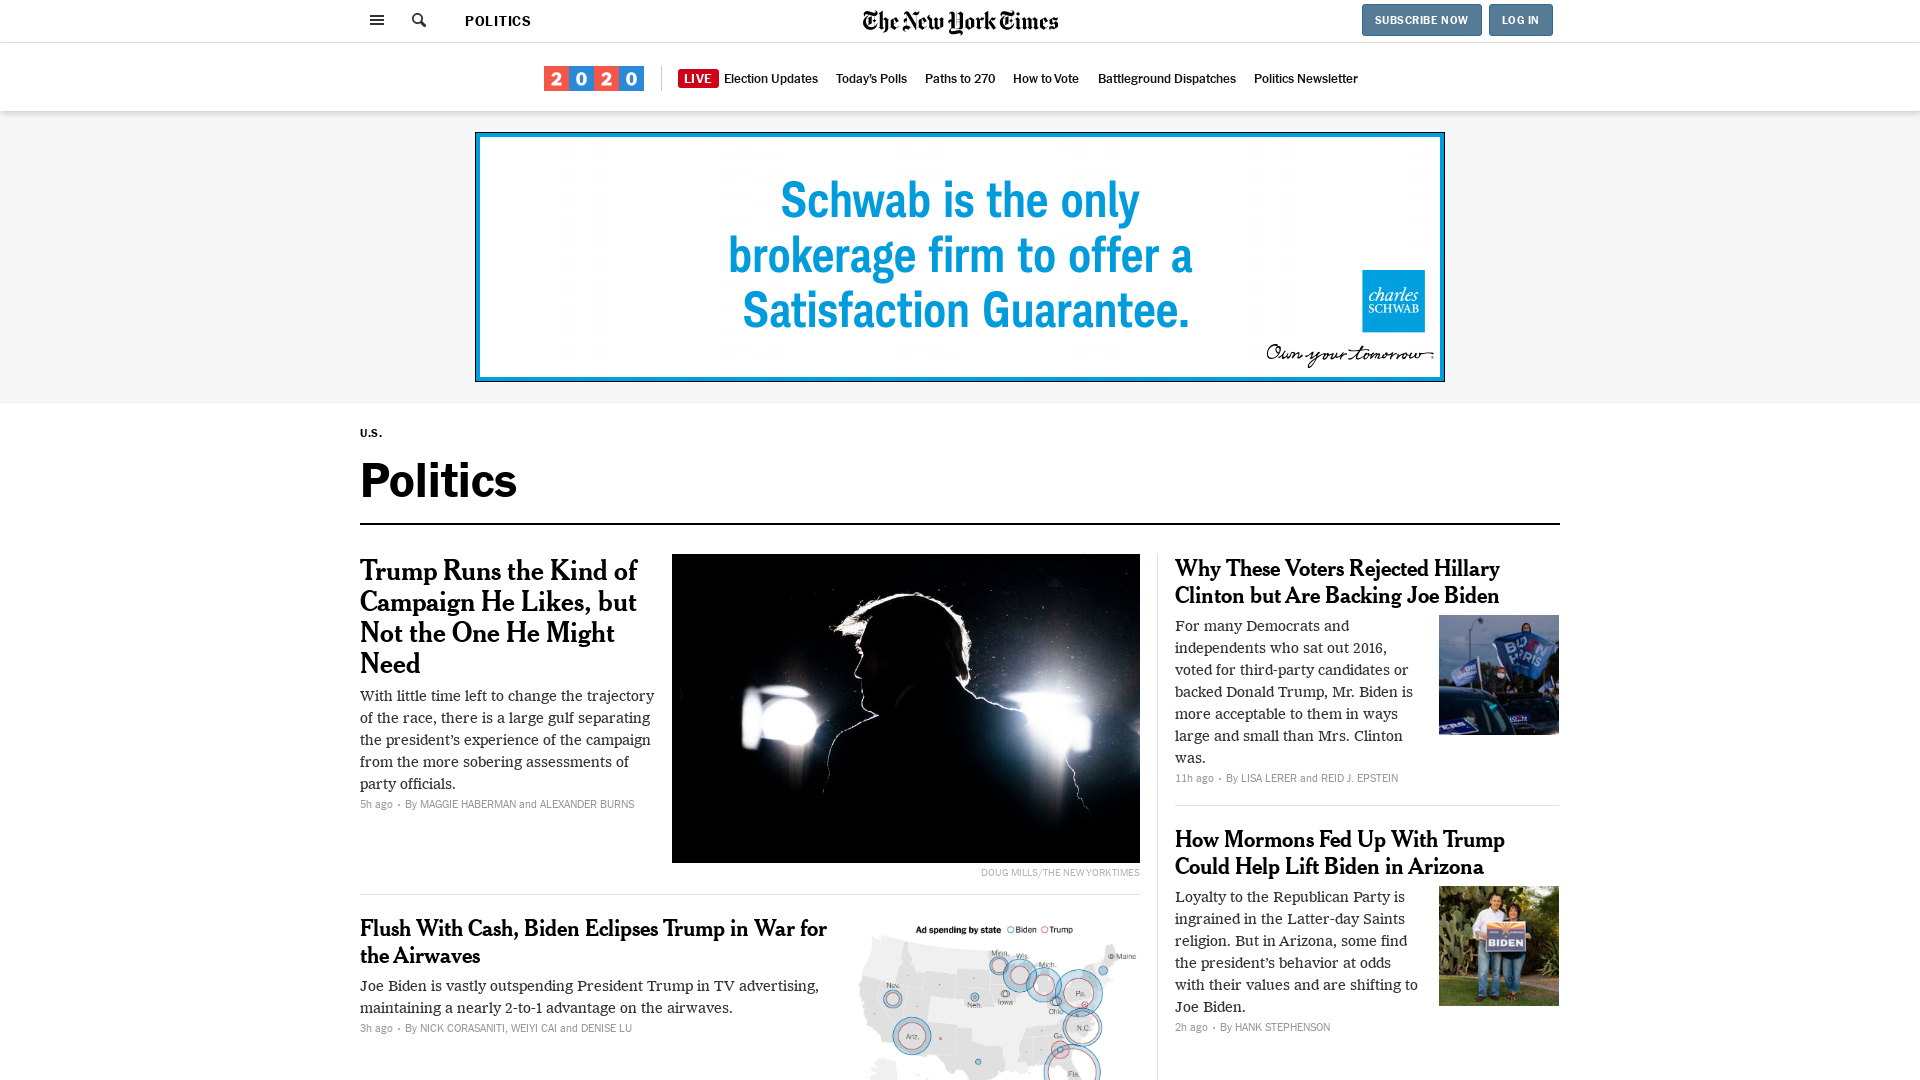 POLITICS
The New York Times
SUBSCRIBE NOW
LOG IN
2020
LIVE Election Updates
Today's Polls
Paths to 270
How to Vote
Battleground Dispatches
Politics Newsletter
Schwab is the only
brokerage firm to offer a
Satisfaction Guarantee.
charles
SCHWAB
Own your tomorrow
U.S.
Politics
Trump Runs the Kind of
Campaign He Likes, but
Not the One He Might
Need
With little time left to change the trajectory
of the race, there is a large gulf separating
the president’s experience of the campaign
from the more sobering assessments of
party officials.
5h ago • By MAGGIE HABERMAN and ALEXANDER BURNS
DOUG MILLS/THE NEW YORK TIMES
Flush With Cash, Biden Eclipses Trump in War for
the Airwaves
Joe Biden is vastly outspending President Trump in TV advertising,
maintaining a nearly 2-to-1 advantage on the airwaves.
3h ago • By NICK CORASANITI, WEIYI CAI and DENISE LU
Ad spending by state Biden Trump
Minn.
Wis.
Mich.
Maine
Nev.
Neb.
Iowa
Pa.
Ohio
N.C.
Ariz.
Ga.
Fla.
Why These Voters Rejected Hillary
Clinton but Are Backing Joe Biden
For many Democrats and
independents who sat out 2016,
voted for third-party candidates or
backed Donald Trump, Mr. Biden is
more acceptable to them in ways
large and small than Mrs. Clinton
was.
11h ago • By LISA LERER and REID J. EPSTEIN
BIDEN
HARRIS
How Mormons Fed Up With Trump
Could Help Lift Biden in Arizona
Loyalty to the Republican Party is
ingrained in the Latter-day Saints
religion. But in Arizona, some find
the president’s behavior at odds
with their values and are shifting to
Joe Biden.
2h ago • By HANK STEPHENSON
BIDEN